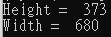 Height =  373
Width =  680